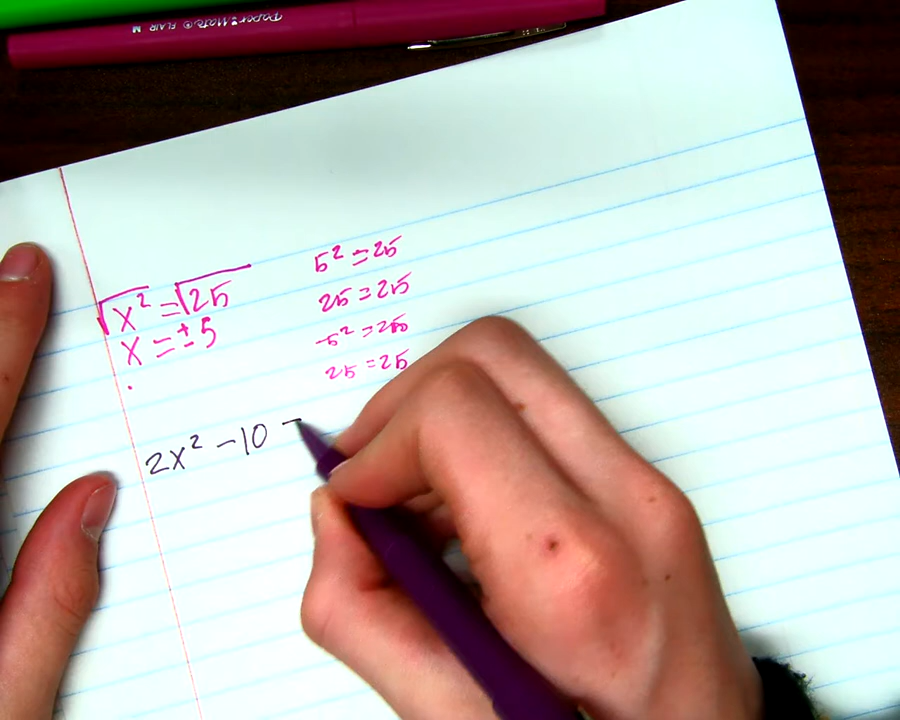 Paper Mate ® FLAIR M
√x² = √25
x = ± 5
5² = 25
25 = 25
-5² = 25
25 = 25
2x² - 10 -